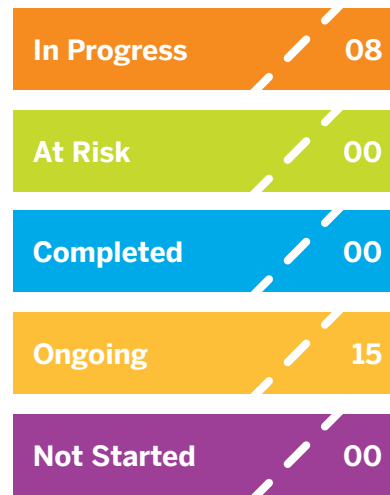 In Progress 08
At Risk 00
Completed 00
Ongoing 15
Not Started 00